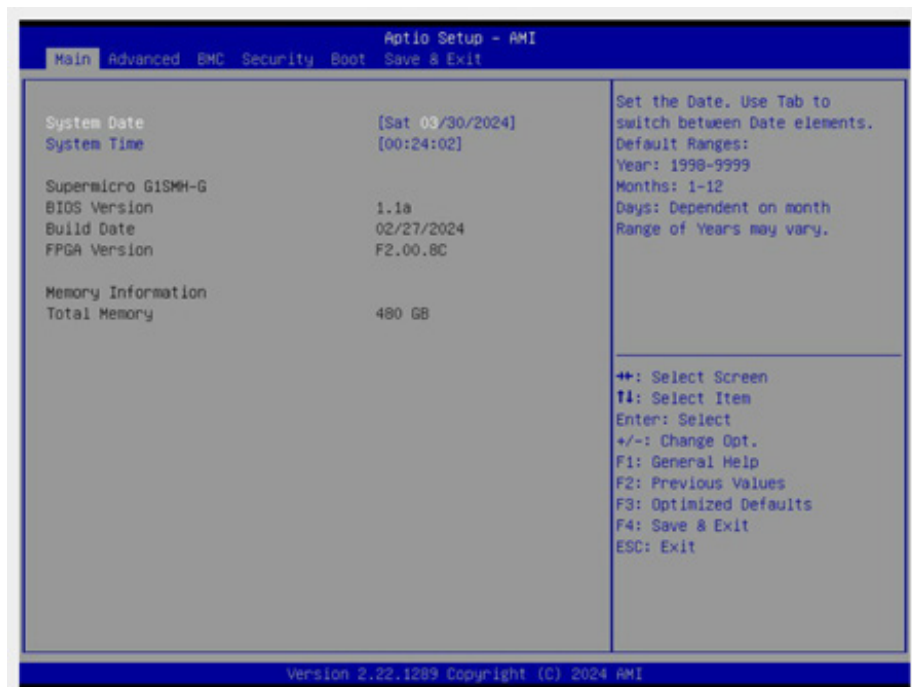 Aptio Setup - AMI
Main Advanced BMC Security Boot Save & Exit
System Date [Sat 03/30/2024]
System Time [00:24:02]
Supermicro G1SMH-G
BIOS Version 1.1a
Build Date 02/27/2024
FPGA Version F2.00.8C
Memory Information
Total Memory 480 GB
Set the Date. Use Tab to
switch between Date elements.
Default Ranges:
Year: 1998-9999
Months: 1-12
Days: Dependent on month
Range of Years may vary.
→←: Select Screen
↑↓: Select Item
Enter: Select
+/-: Change Opt.
F1: General Help
F2: Previous Values
F3: Optimized Defaults
F4: Save & Exit
ESC: Exit
Version 2.22.1289 Copyright (C) 2024 AMI